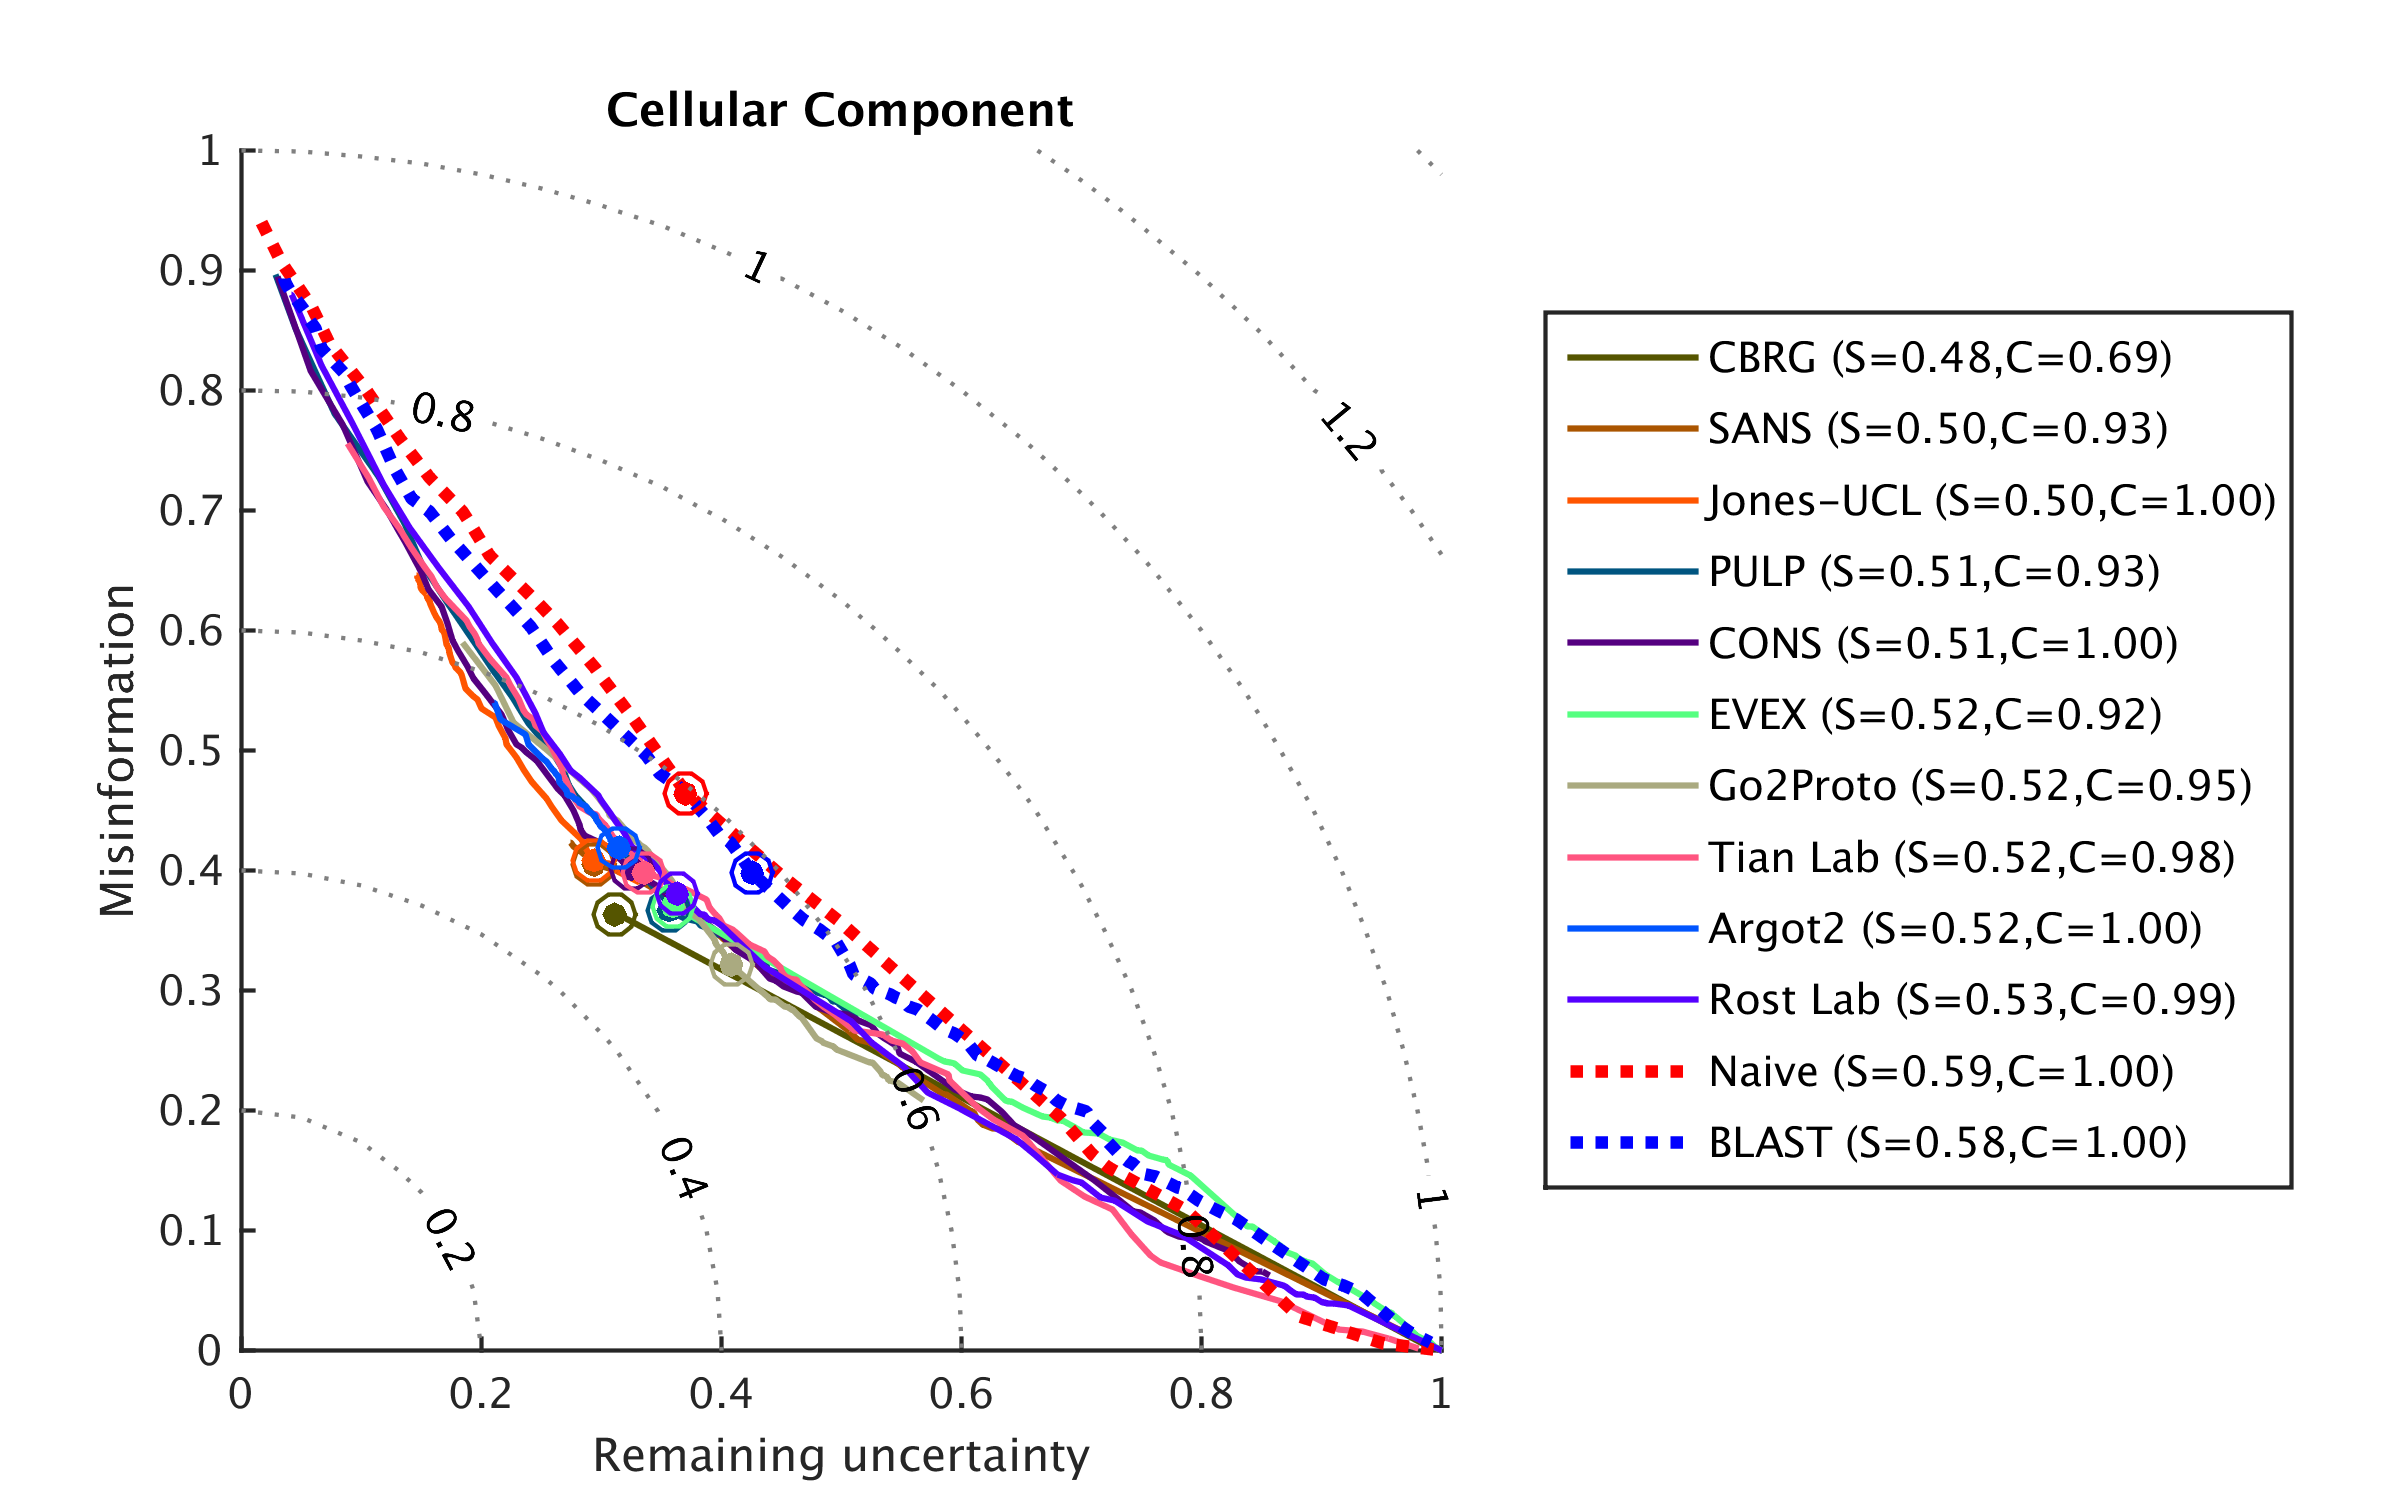 Cellular Component
1
0.9
0.8
0.7
0.6
0.5
0.4
0.3
0.2
0.1
0
Misinformation
0 0.2 0.4 0.6 0.8 1
Remaining uncertainty
1
0.8
1.2
0.6
0.4
0.2
0.8
1
CBRG (S=0.48,C=0.69)
SANS (S=0.50,C=0.93)
Jones-UCL (S=0.50,C=1.00)
PULP (S=0.51,C=0.93)
CONS (S=0.51,C=1.00)
EVEX (S=0.52,C=0.92)
Go2Proto (S=0.52,C=0.95)
Tian Lab (S=0.52,C=0.98)
Argot2 (S=0.52,C=1.00)
Rost Lab (S=0.53,C=0.99)
Naive (S=0.59,C=1.00)
BLAST (S=0.58,C=1.00)